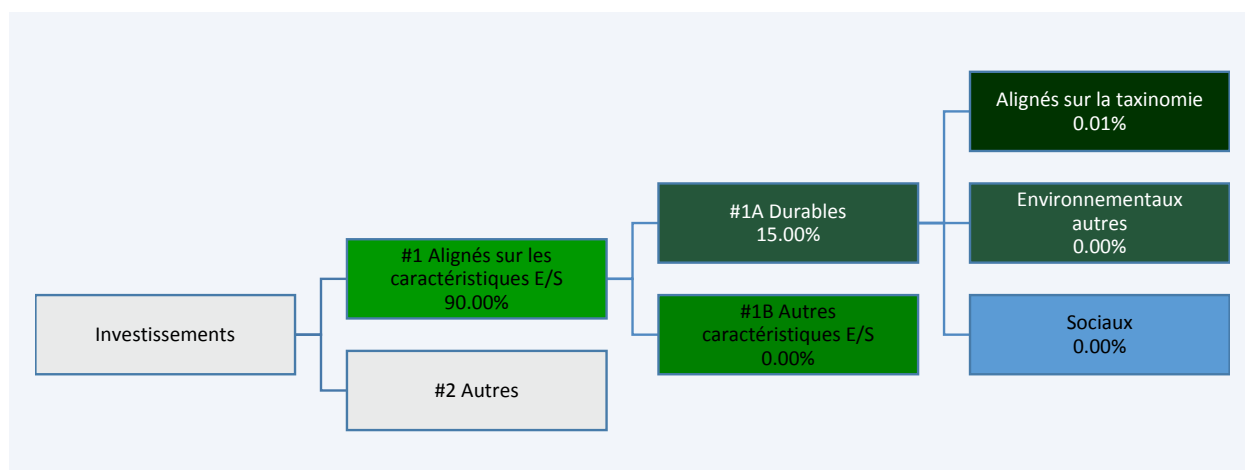 Investissements
#1 Alignés sur les
caractéristiques E/S
90.00%
#2 Autres
#1A Durables
15.00%
#1B Autres
caractéristiques E/S
0.00%
Alignés sur la taxinomie
0.01%
Environnementaux
autres
0.00%
Sociaux
0.00%